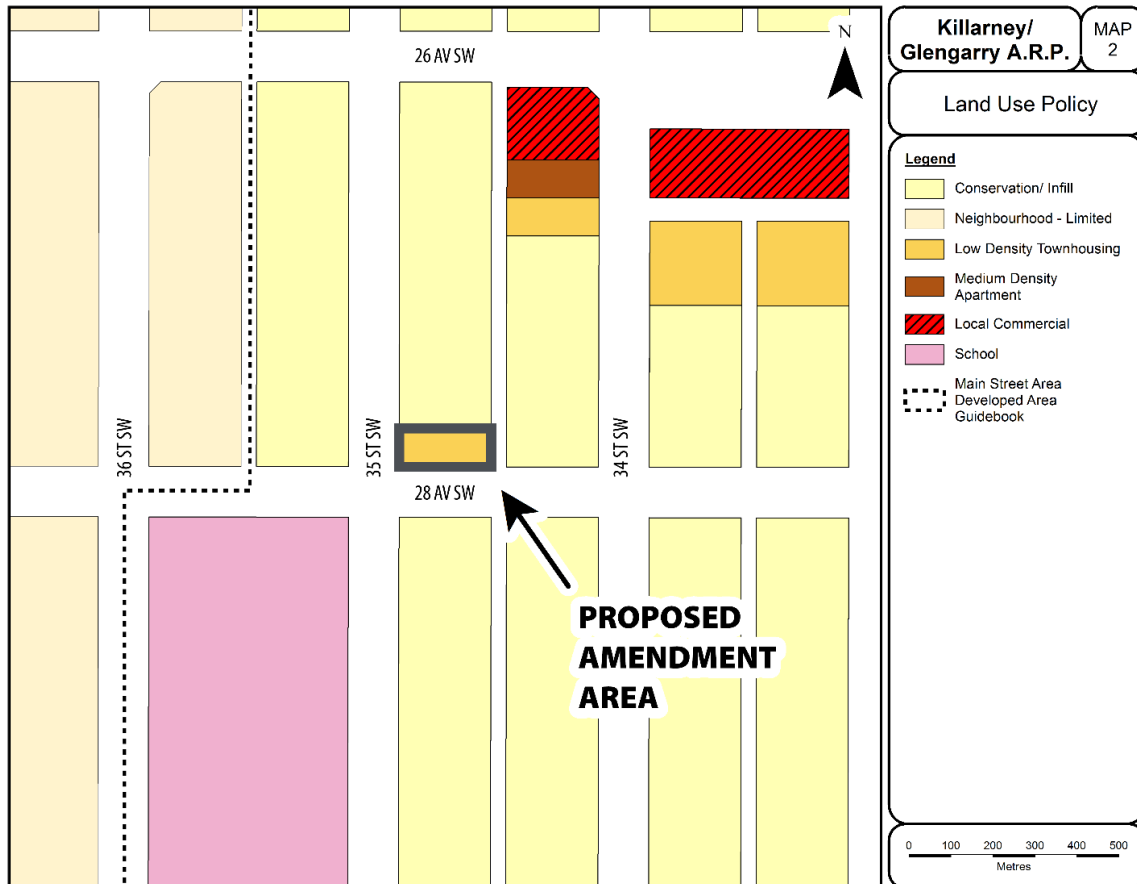 26 AV SW
N
36 ST SW
35 ST SW
34 ST SW
28 AV SW
PROPOSED
AMENDMENT
AREA
Killarney/
Glengarry A.R.P.
MAP
2
Land Use Policy
Legend
Conservation/ Infill
Neighbourhood - Limited
Low Density Townhousing
Medium Density
Apartment
Local Commercial
School
Main Street Area
Developed Area
Guidebook
0 100 200 300 400 500
Metres